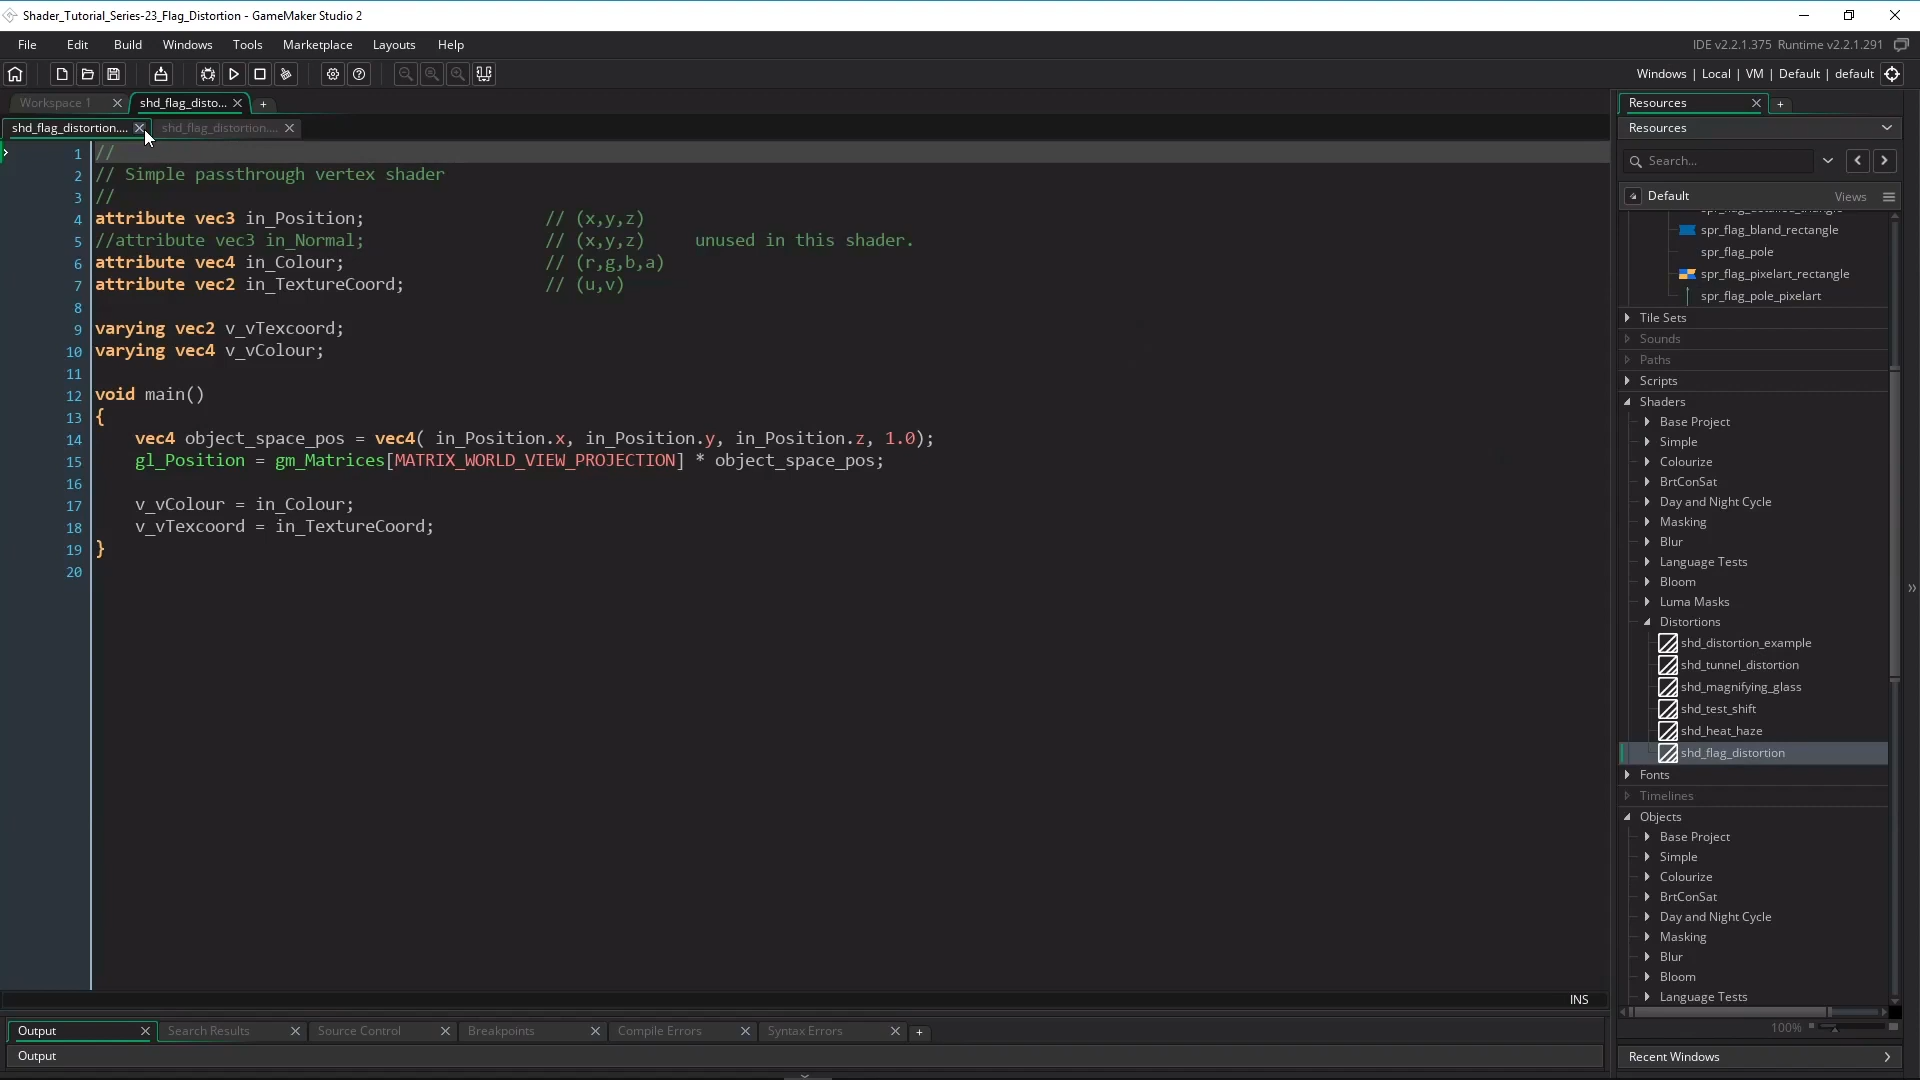 Shader_Tutorial_Series-23_Flag_Distortion - GameMaker Studio 2
File Edit Build Windows Tools Marketplace Layouts Help
IDE v2.2.1.375 Runtime v2.2.1.291
Windows | Local | VM | Default | default
Workspace 1
shd_flag_disto...
shd_flag_distortion....
shd_flag_distortion....
1 //
2 // Simple passthrough vertex shader
3 //
4 attribute vec3 in_Position; // (x,y,z)
5 //attribute vec3 in_Normal; // (x,y,z) unused in this shader.
6 attribute vec4 in_Colour; // (r,g,b,a)
7 attribute vec2 in_TextureCoord; // (u,v)
8
9 varying vec2 v_vTexcoord;
10 varying vec4 v_vColour;
11
12 void main()
13 {
14 vec4 object_space_pos = vec4( in_Position.x, in_Position.y, in_Position.z, 1.0);
15 gl_Position = gm_Matrices[MATRIX_WORLD_VIEW_PROJECTION] * object_space_pos;
16
17 v_vColour = in_Colour;
18 v_vTexcoord = in_TextureCoord;
19 }
20
INS
Output
Search Results
Source Control
Breakpoints
Compile Errors
Syntax Errors
Output
Resources
Resources
Search...
Default Views
spr_flag_bland_rectangle
spr_flag_pole
spr_flag_pixelart_rectangle
spr_flag_pole_pixelart
Tile Sets
Sounds
Paths
Scripts
Shaders
Base Project
Simple
Colourize
BrtConSat
Day and Night Cycle
Masking
Blur
Language Tests
Bloom
Luma Masks
Distortions
shd_distortion_example
shd_tunnel_distortion
shd_magnifying_glass
shd_test_shift
shd_heat_haze
shd_flag_distortion
Fonts
Timelines
Objects
Base Project
Simple
Colourize
BrtConSat
Day and Night Cycle
Masking
Blur
Bloom
Language Tests
100%
Recent Windows